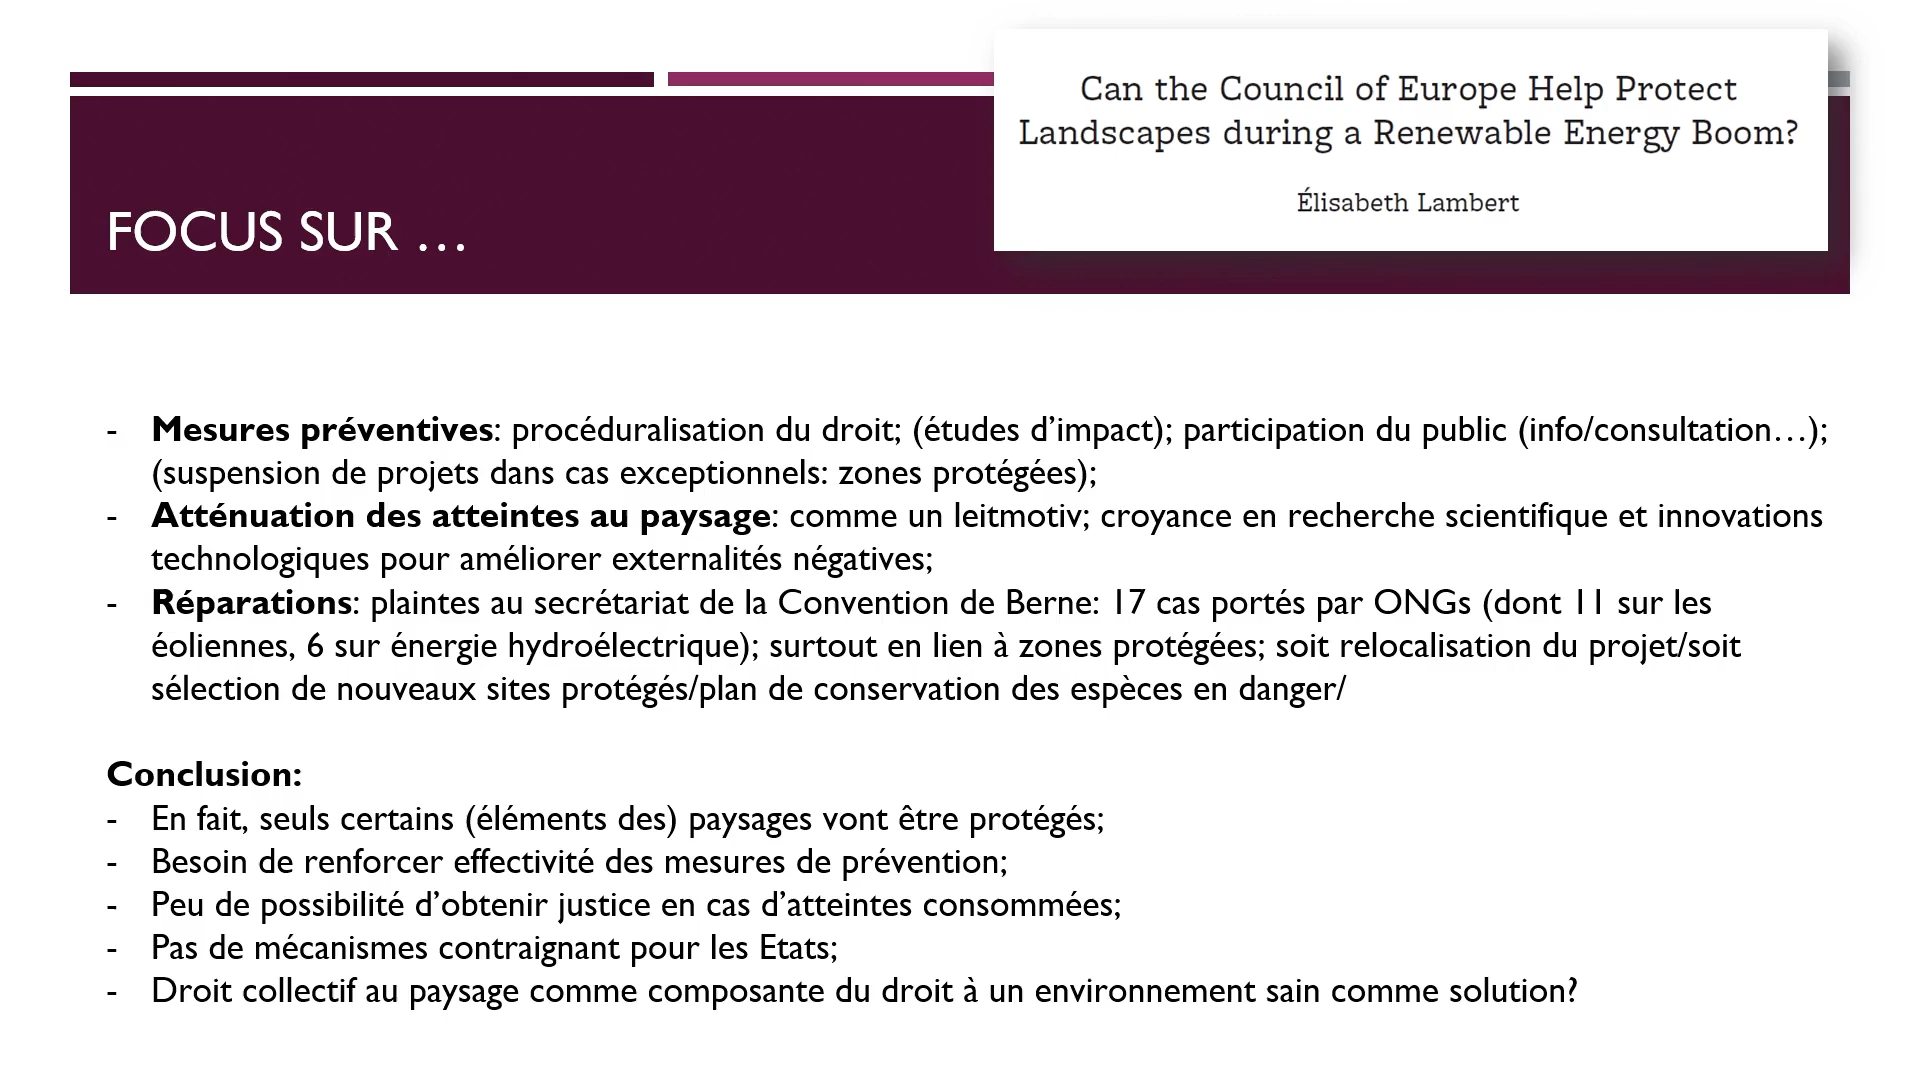 Can the Council of Europe Help Protect
Landscapes during a Renewable Energy Boom?
Élisabeth Lambert
FOCUS SUR …
- Mesures préventives: procéduralisation du droit; (études d’impact); participation du public (info/consultation…);
(suspension de projets dans cas exceptionnels: zones protégées);
- Atténuation des atteintes au paysage: comme un leitmotiv; croyance en recherche scientifique et innovations
technologiques pour améliorer externalités négatives;
- Réparations: plaintes au secrétariat de la Convention de Berne: 17 cas portés par ONGs (dont 11 sur les
éoliennes, 6 sur énergie hydroélectrique); surtout en lien à zones protégées; soit relocalisation du projet/soit
sélection de nouveaux sites protégés/plan de conservation des espèces en danger/
Conclusion:
- En fait, seuls certains (éléments des) paysages vont être protégés;
- Besoin de renforcer effectivité des mesures de prévention;
- Peu de possibilité d’obtenir justice en cas d’atteintes consommées;
- Pas de mécanismes contraignant pour les Etats;
- Droit collectif au paysage comme composante du droit à un environnement sain comme solution?